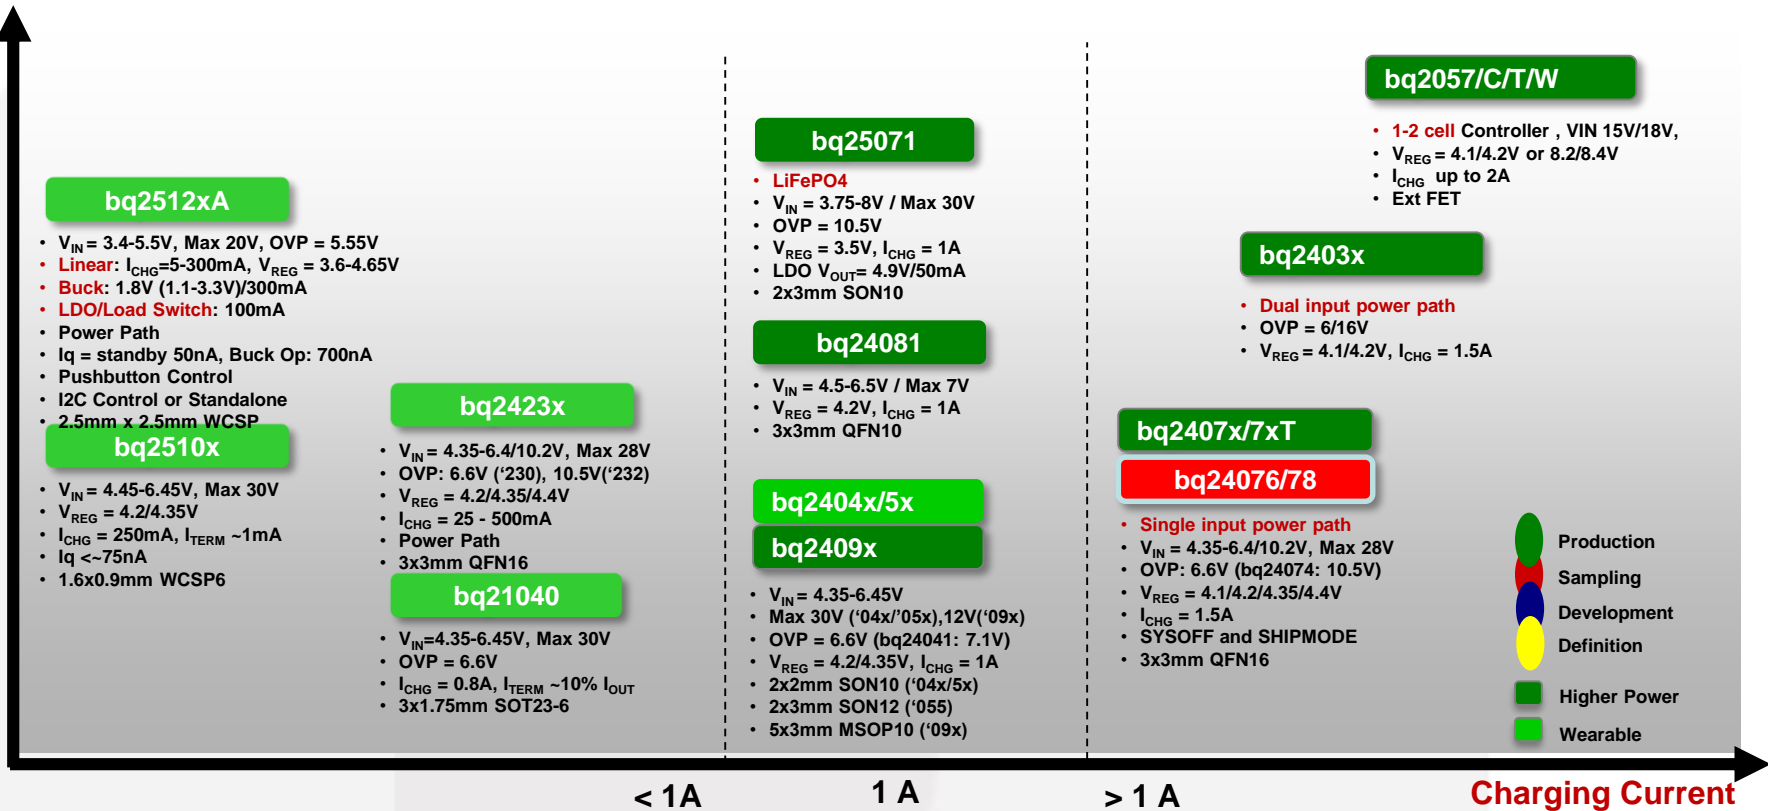 bq2512xA
• VIN = 3.4-5.5V, Max 20V, OVP = 5.55V
• Linear: ICHG=5-300mA, VREG = 3.6-4.65V
• Buck: 1.8V (1.1-3.3V)/300mA
• LDO/Load Switch: 100mA
• Power Path
• Iq = standby 50nA, Buck Op: 700nA
• Pushbutton Control
• I2C Control or Standalone
• 2.5mm x 2.5mm WCSP
bq2510x
• VIN = 4.45-6.45V, Max 30V
• VREG = 4.2/4.35V
• ICHG = 250mA, ITERM ~1mA
• Iq <~75nA
• 1.6x0.9mm WCSP6
bq2423x
• VIN = 4.35-6.4/10.2V, Max 28V
• OVP: 6.6V (‘230), 10.5V(‘232)
• VREG = 4.2/4.35/4.4V
• ICHG = 25 - 500mA
• Power Path
• 3x3mm QFN16
bq21040
• VIN=4.35-6.45V, Max 30V
• OVP = 6.6V
• ICHG = 0.8A, ITERM ~10% IOUT
• 3x1.75mm SOT23-6
bq25071
• LiFePO4
• VIN = 3.75-8V / Max 30V
• OVP = 10.5V
• VREG = 3.5V, ICHG = 1A
• LDO VOUT= 4.9V/50mA
• 2x3mm SON10
bq24081
• VIN = 4.5-6.5V / Max 7V
• VREG = 4.2V, ICHG = 1A
• 3x3mm QFN10
bq2404x/5x
bq2409x
• VIN = 4.35-6.45V
• Max 30V (‘04x/’05x),12V(‘09x)
• OVP = 6.6V (bq24041: 7.1V)
• VREG = 4.2/4.35V, ICHG = 1A
• 2x2mm SON10 (‘04x/5x)
• 2x3mm SON12 (‘055)
• 5x3mm MSOP10 (‘09x)
bq2057/C/T/W
• 1-2 cell Controller , VIN 15V/18V,
• VREG = 4.1/4.2V or 8.2/8.4V
• ICHG up to 2A
• Ext FET
bq2403x
• Dual input power path
• OVP = 6/16V
• VREG = 4.1/4.2V, ICHG = 1.5A
bq2407x/7xT
bq24076/78
• Single input power path
• VIN = 4.35-6.4/10.2V, Max 28V
• OVP: 6.6V (bq24074: 10.5V)
• VREG = 4.1/4.2/4.35/4.4V
• ICHG = 1.5A
• SYSOFF and SHIPMODE
• 3x3mm QFN16
Production
Sampling
Development
Definition
Higher Power
Wearable
< 1A
1 A
> 1 A
Charging Current